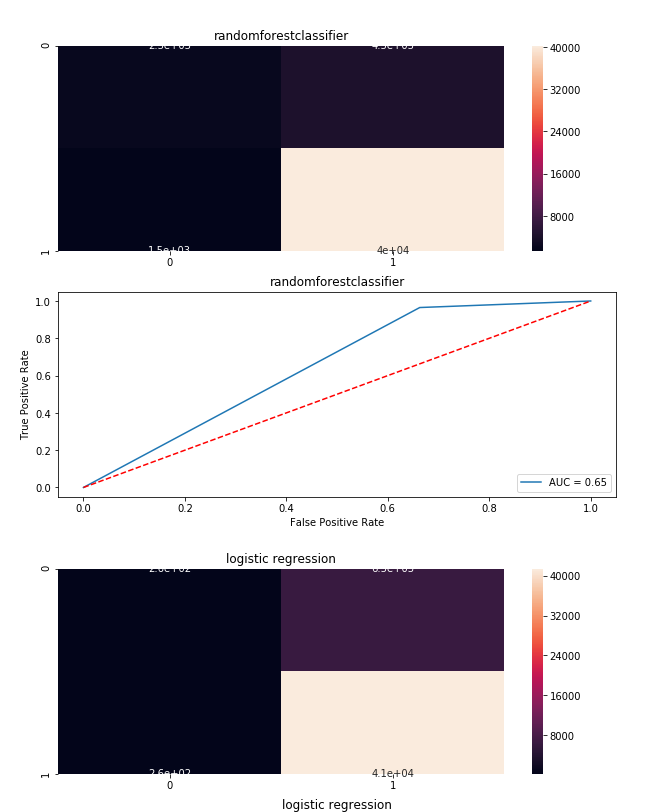 randomforestclassifier
0
1
1.5e+03
4e+04
0
1
40000
32000
24000
16000
8000
randomforestclassifier
True Positive Rate
1.0
0.8
0.6
0.4
0.2
0.0
0.0 0.2 0.4 0.6 0.8 1.0
False Positive Rate
AUC = 0.65
logistic regression
0
1
2.6e+02
4.1e+04
0
1
40000
32000
24000
16000
8000
logistic regression